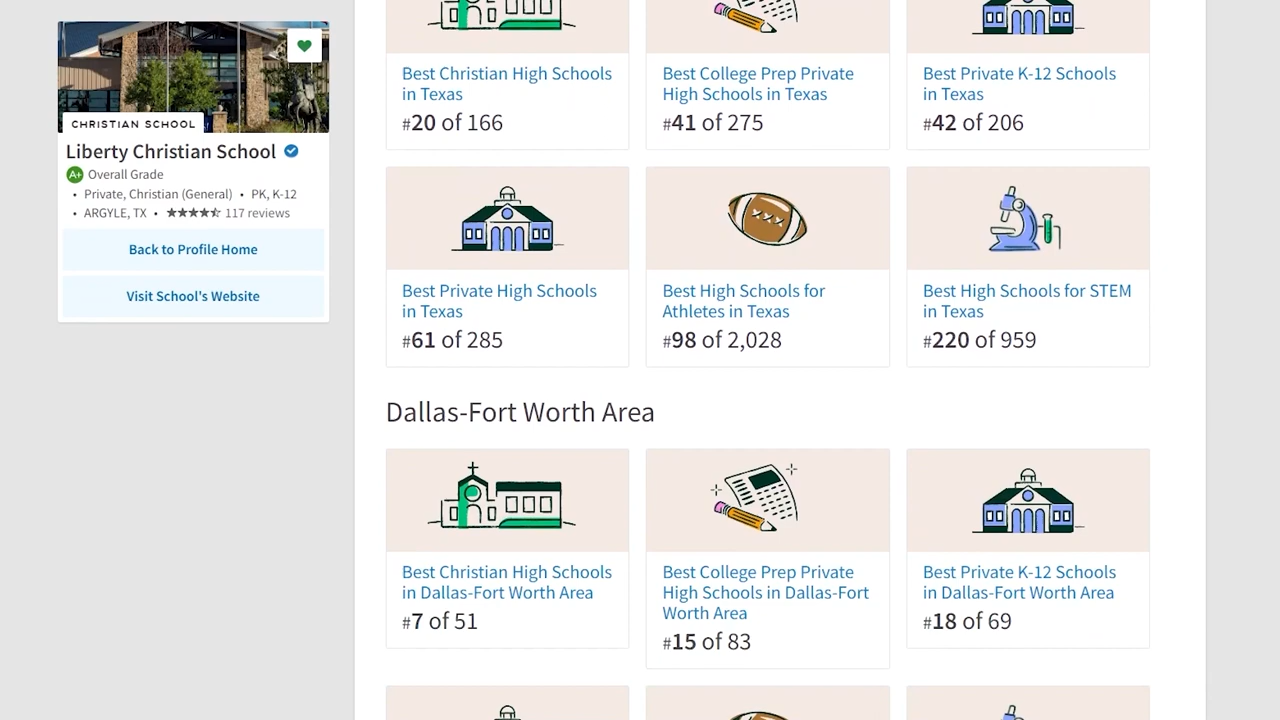 CHRISTIAN SCHOOL
Liberty Christian School
A+ Overall Grade
• Private, Christian (General) • PK, K-12
• ARGYLE, TX • 117 reviews
Back to Profile Home
Visit School's Website
Best Christian High Schools
in Texas
#20 of 166
Best College Prep Private
High Schools in Texas
#41 of 275
Best Private K-12 Schools
in Texas
#42 of 206
Best Private High Schools
in Texas
#61 of 285
Best High Schools for
Athletes in Texas
#98 of 2,028
Best High Schools for STEM
in Texas
#220 of 959
Dallas-Fort Worth Area
Best Christian High Schools
in Dallas-Fort Worth Area
#7 of 51
Best College Prep Private
High Schools in Dallas-Fort
Worth Area
#15 of 83
Best Private K-12 Schools
in Dallas-Fort Worth Area
#18 of 69